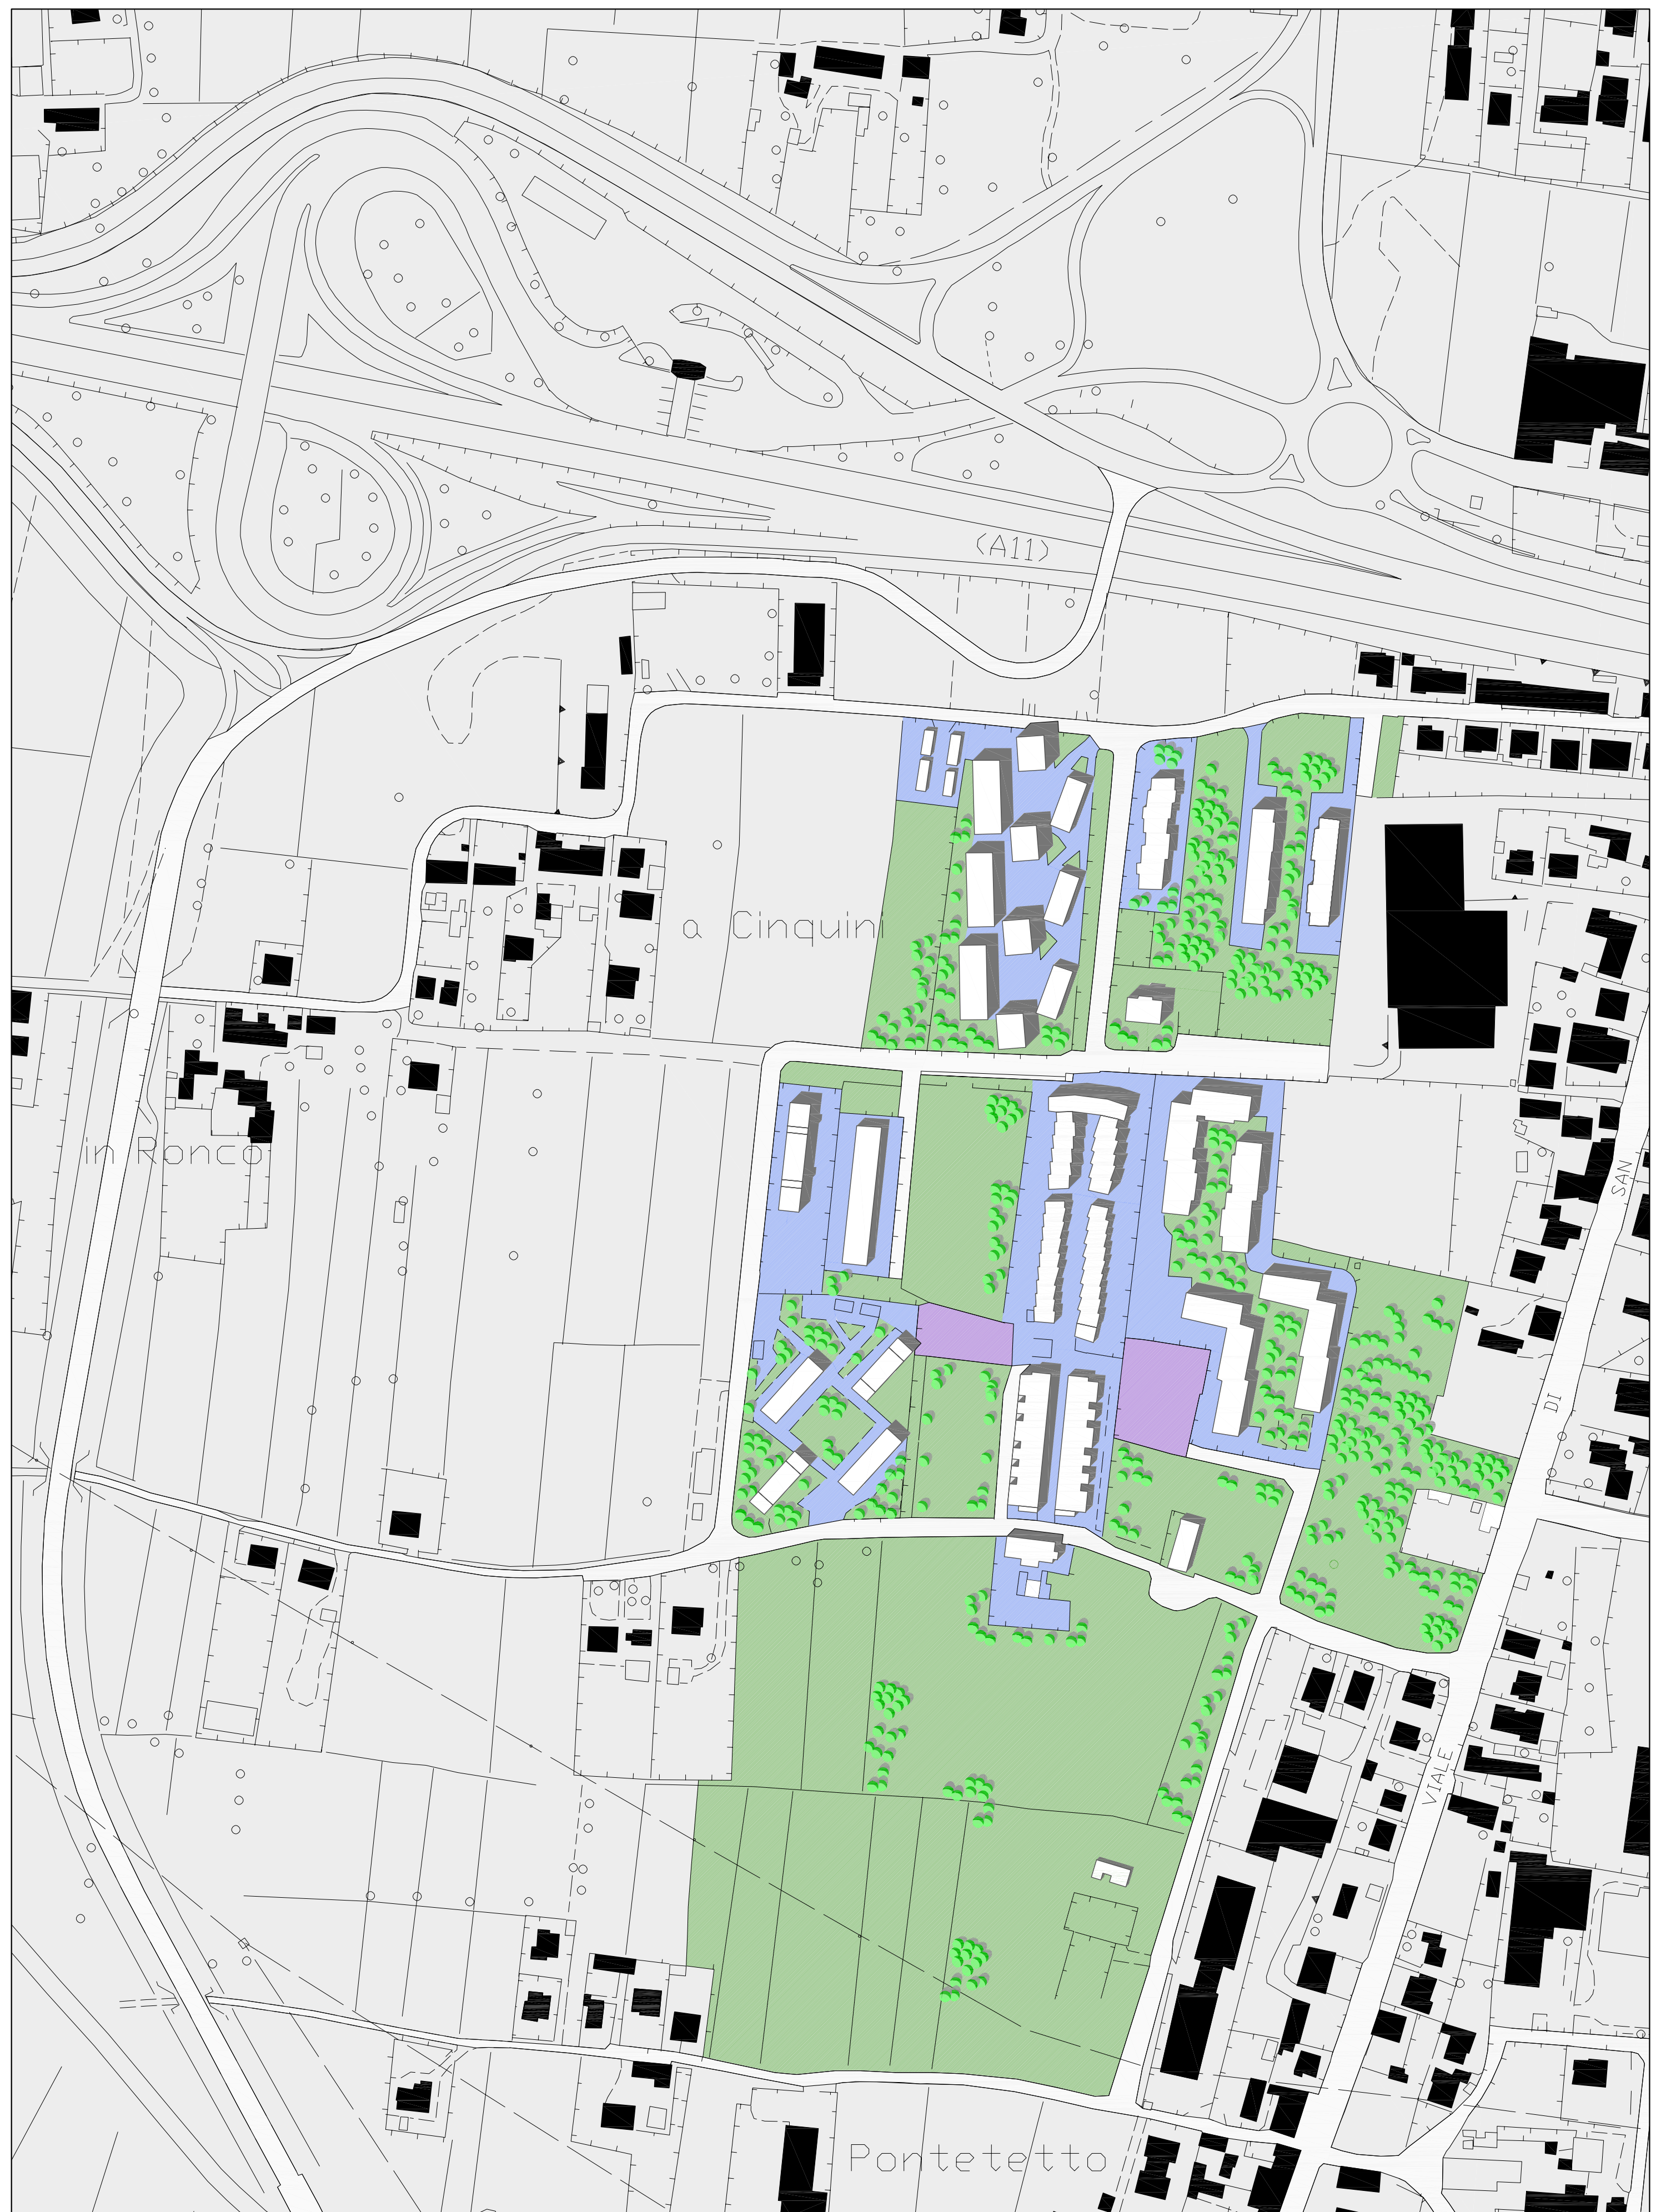 (A11)
a Cinquini
in Ronco
SAN
DI
VIALE
Pontetetto